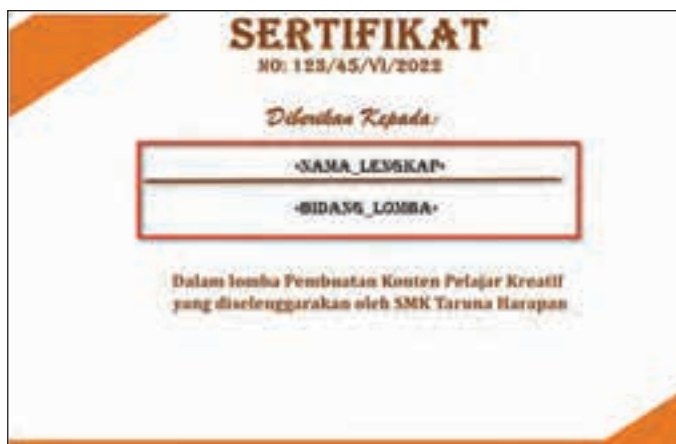 SERTIFIKAT
NO: 123/45/VI/2022
Diberikan Kepada:
«NAMA_LENGKAP»
«BIDANG_LOMBA»
Dalam lomba Pembuatan Konten Pelajar Kreatif
yang diselenggarakan oleh SMK Taruna Harapan